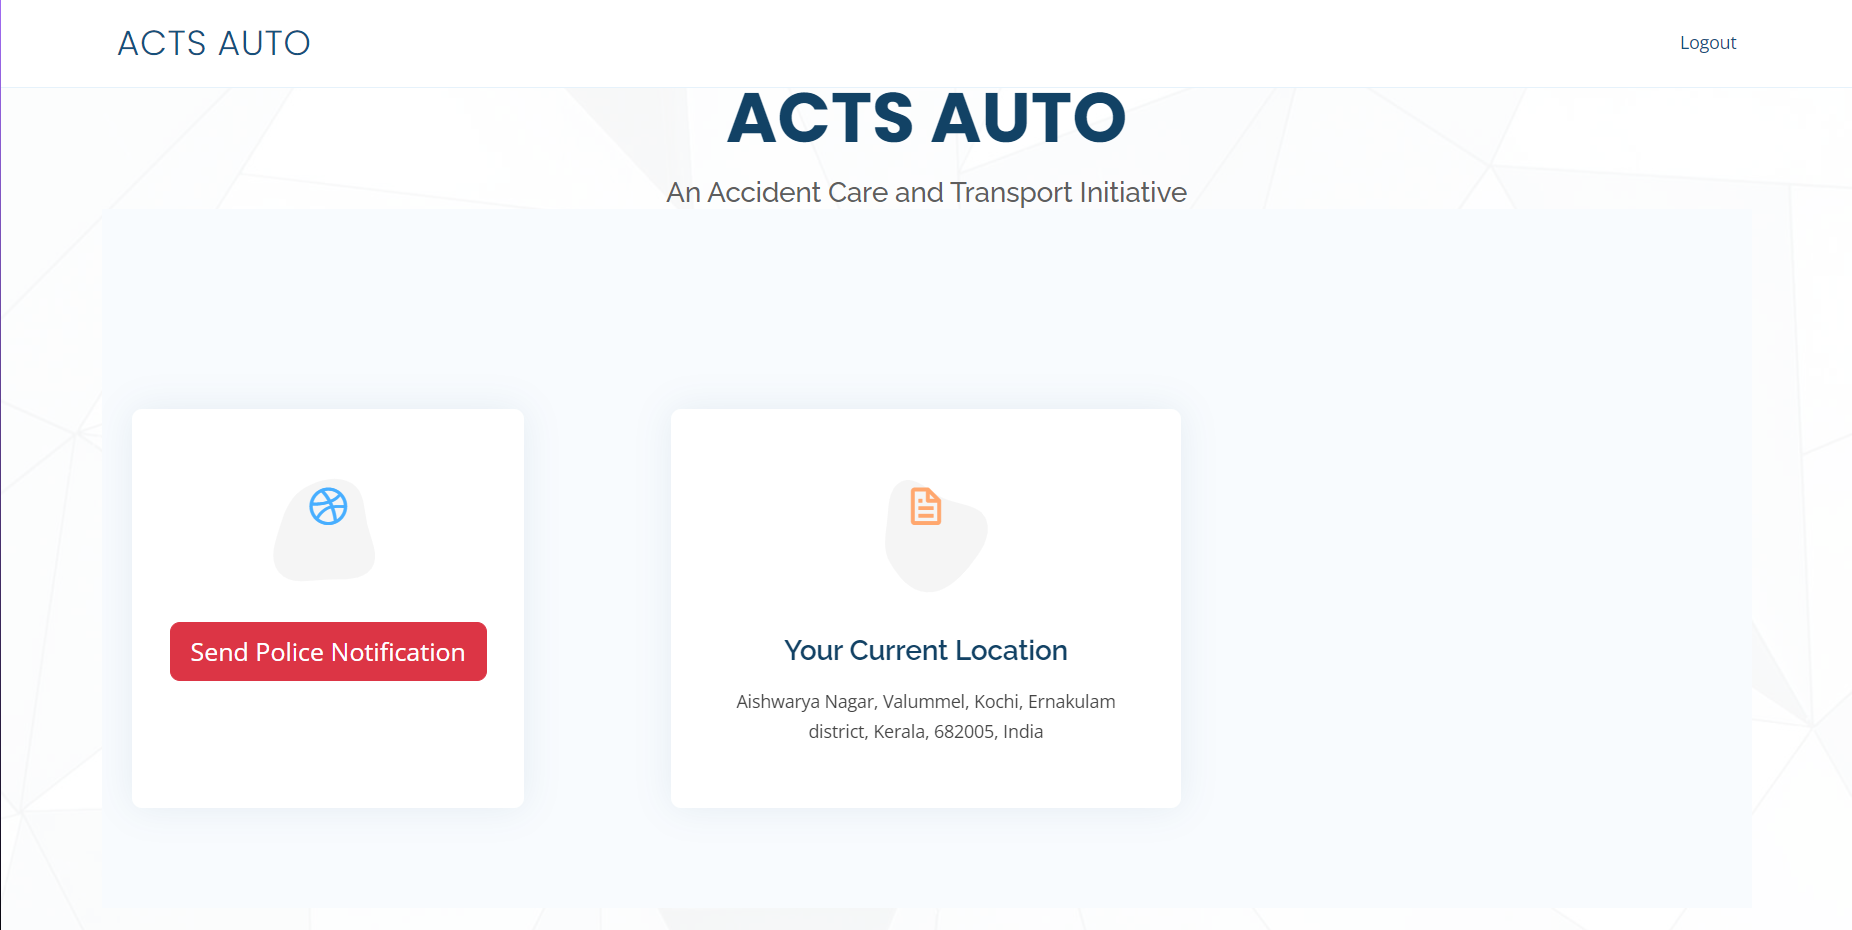 ACTS AUTO
Logout
ACTS AUTO
An Accident Care and Transport Initiative
Send Police Notification
Your Current Location
Aishwarya Nagar, Valummel, Kochi, Ernakulam
district, Kerala, 682005, India